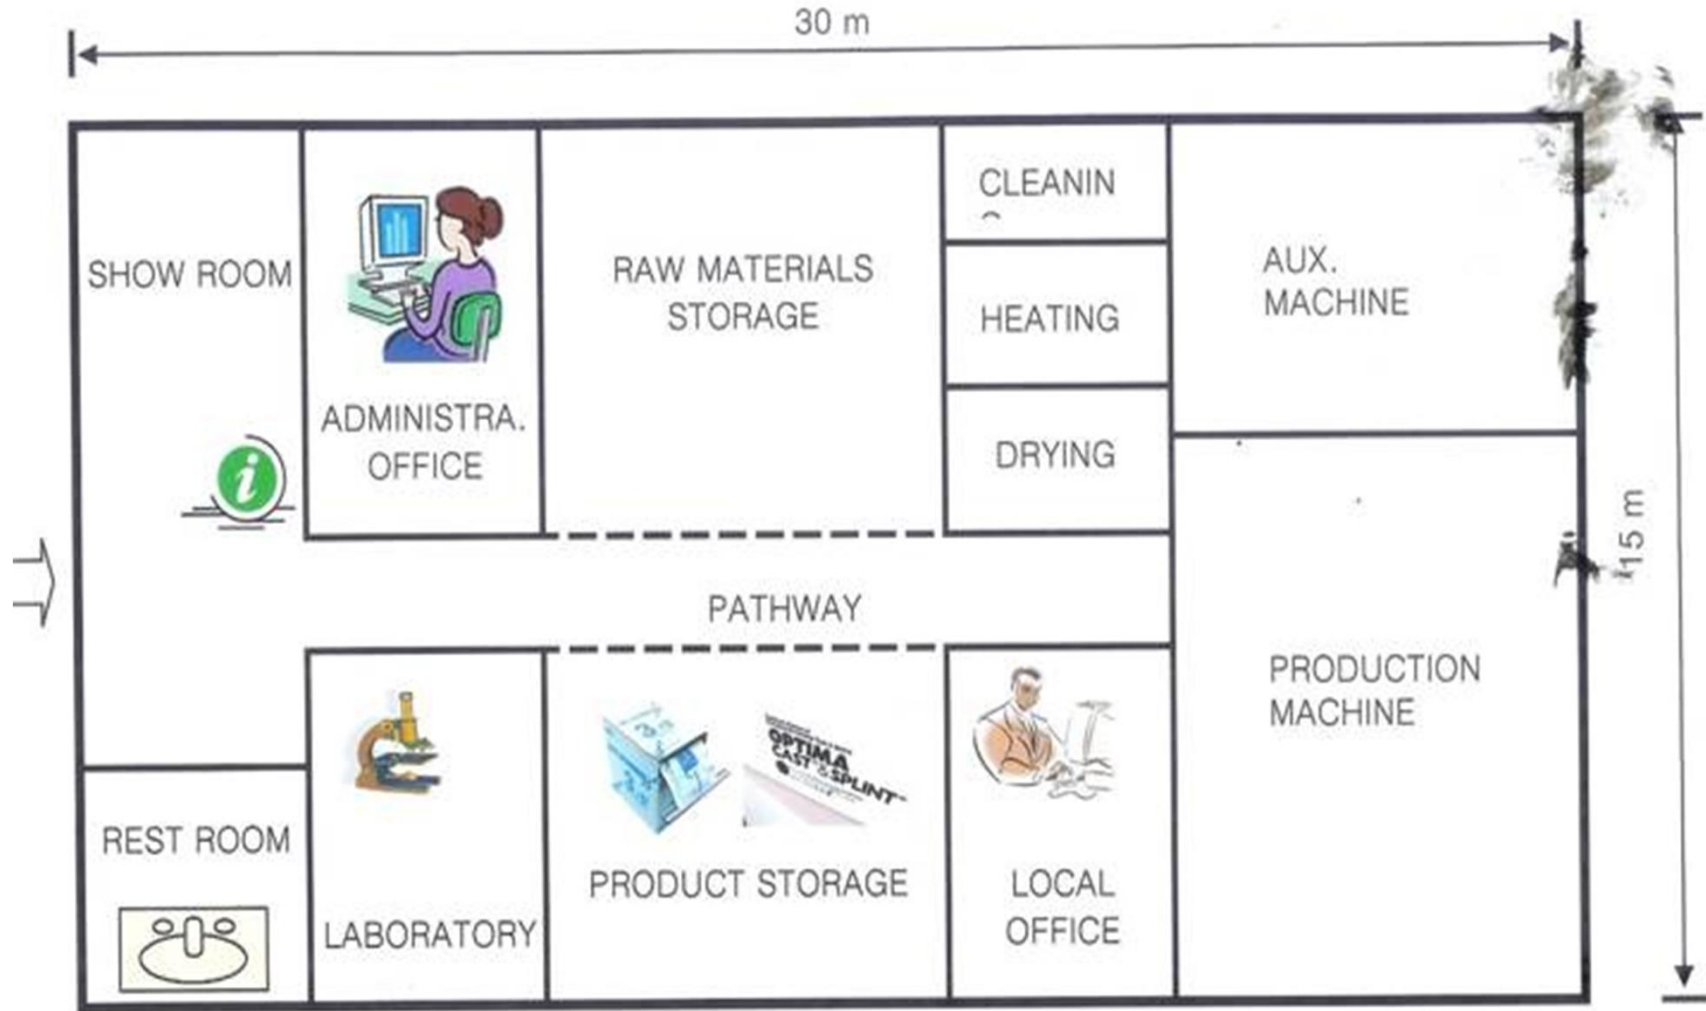 30 m
CLEANIN
SHOW ROOM
RAW MATERIALS
STORAGE
AUX.
MACHINE
HEATING
ADMINISTRA.
OFFICE
DRYING
i
15 m
PATHWAY
PRODUCTION
MACHINE
OPTIMA
CAST & SPLINT™
REST ROOM
PRODUCT STORAGE
LOCAL
OFFICE
LABORATORY